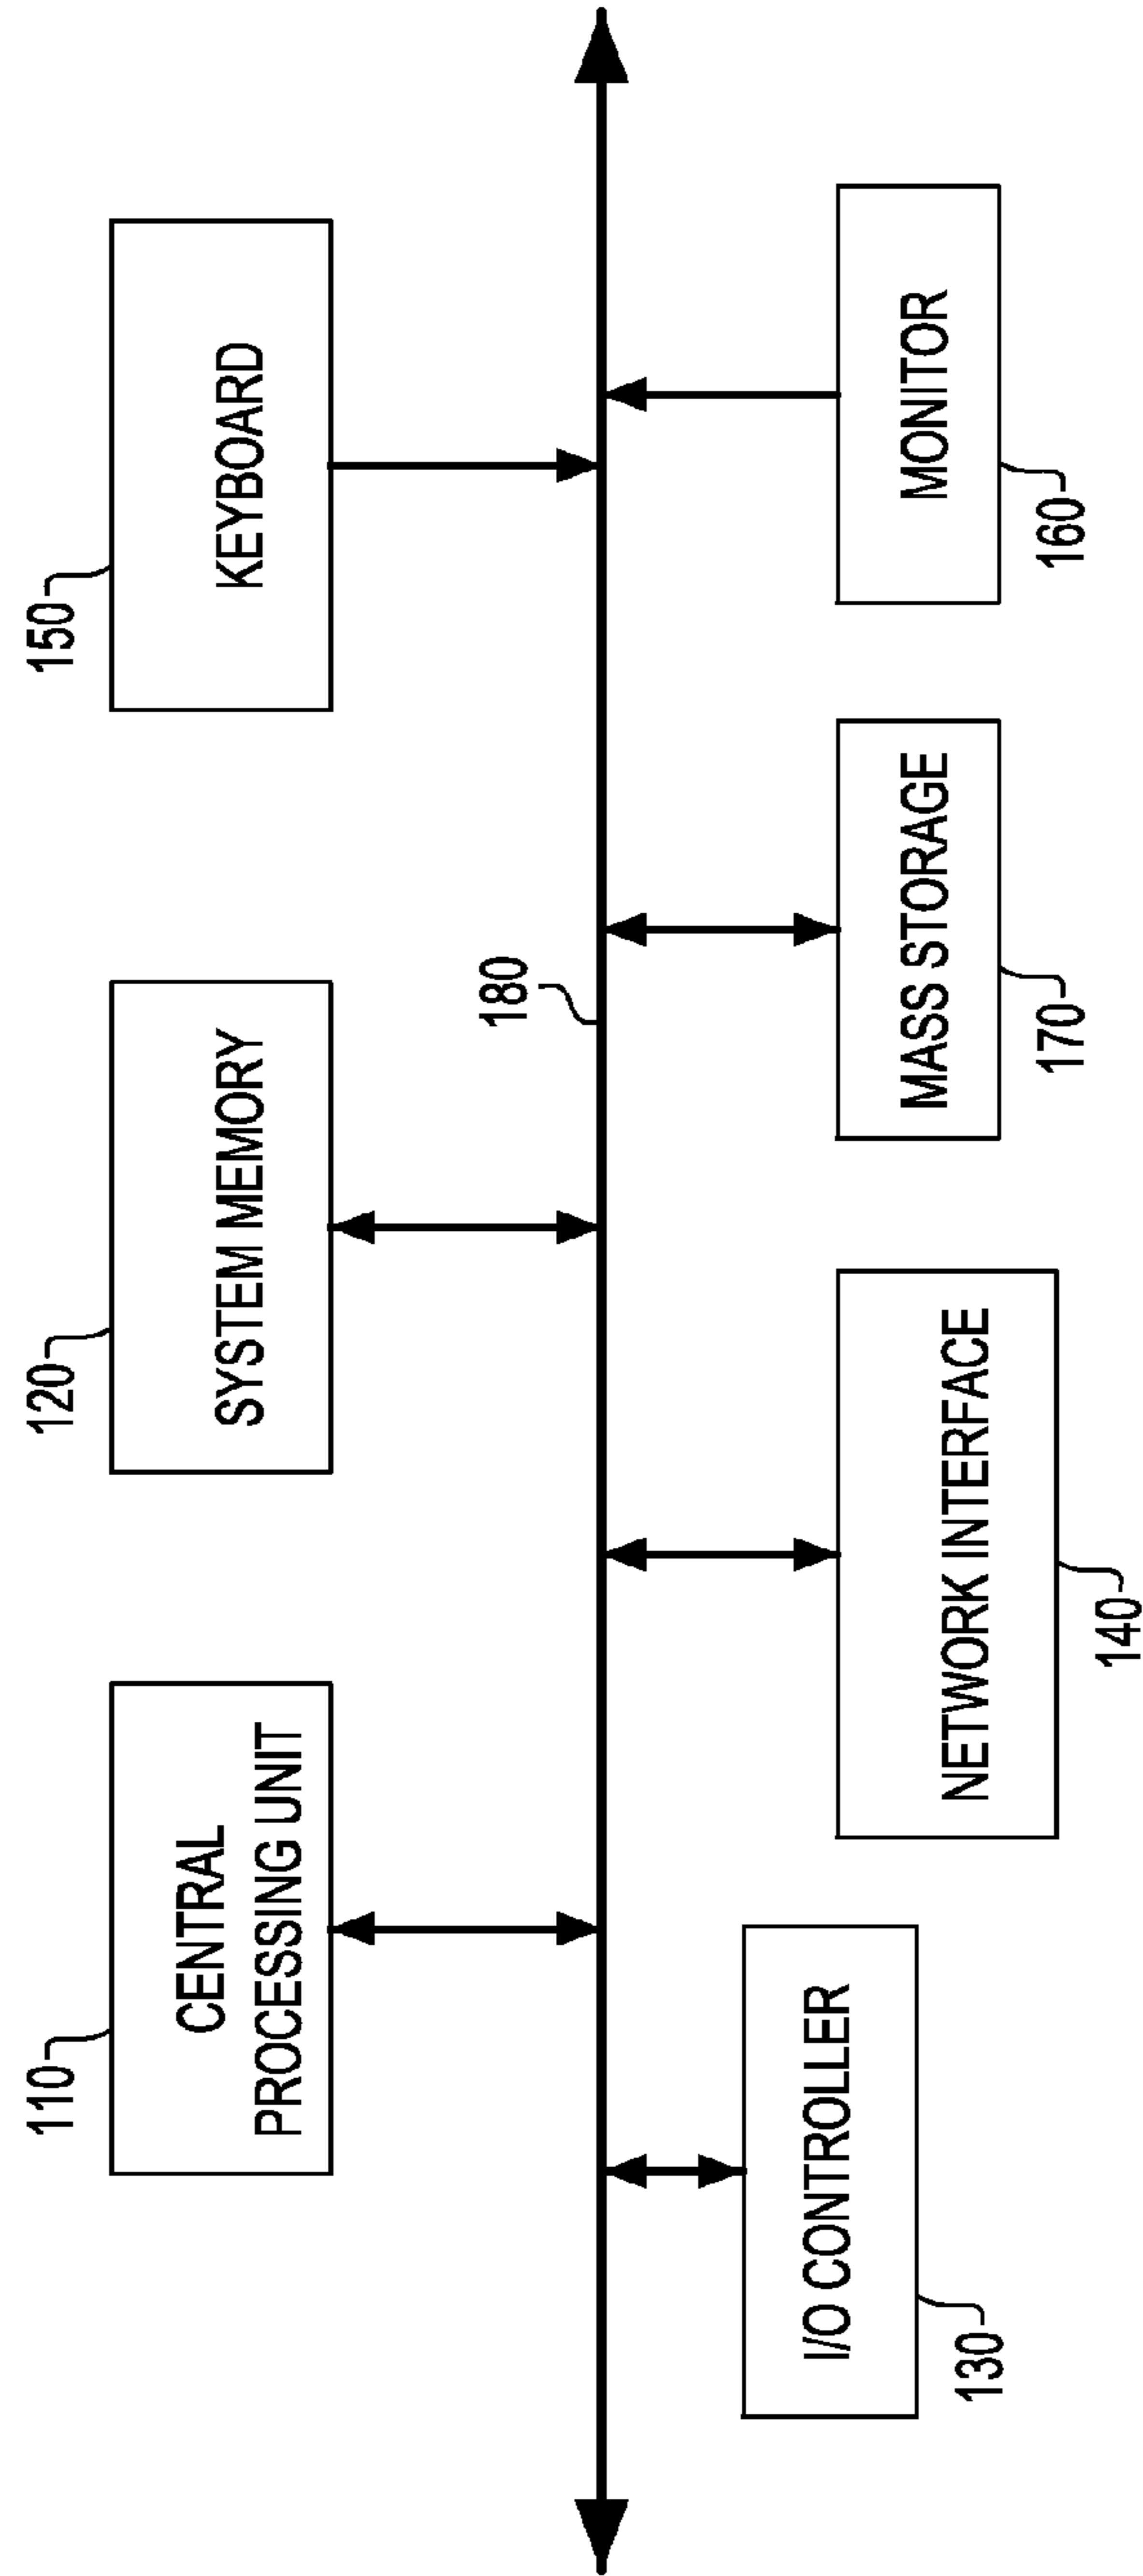 110
CENTRAL
PROCESSING UNIT
120
SYSTEM MEMORY
150
KEYBOARD
180
I/O CONTROLLER
130
NETWORK INTERFACE
140
MASS STORAGE
170
MONITOR
160